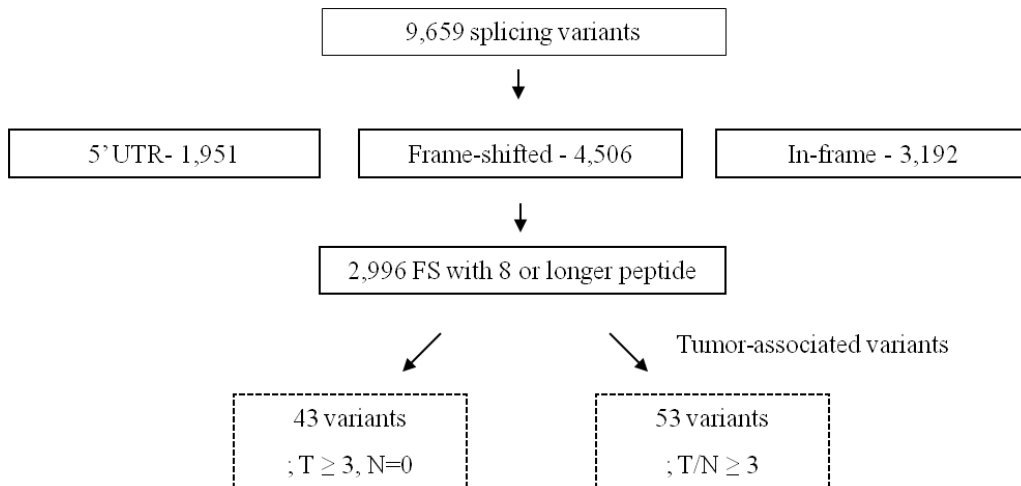 9,659 splicing variants
5’UTR- 1,951
Frame-shifted - 4,506
In-frame - 3,192
2,996 FS with 8 or longer peptide
Tumor-associated variants
43 variants
; T ≥ 3, N=0
53 variants
; T/N ≥ 3